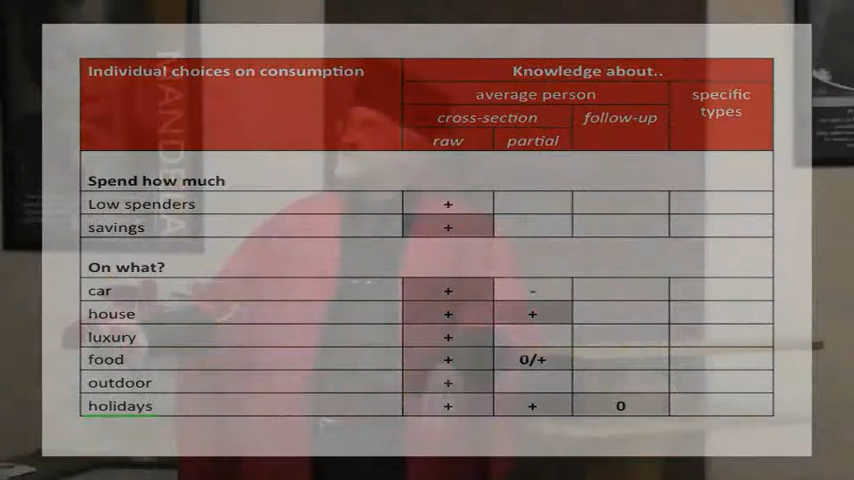 Individual choices on consumption Knowledge about..
average person specific types
cross-section follow-up
raw partial
Spend how much
Low spenders +
savings +
On what?
car + -
house + +
luxury +
food + 0/+
outdoor +
holidays + + 0
MANDELA